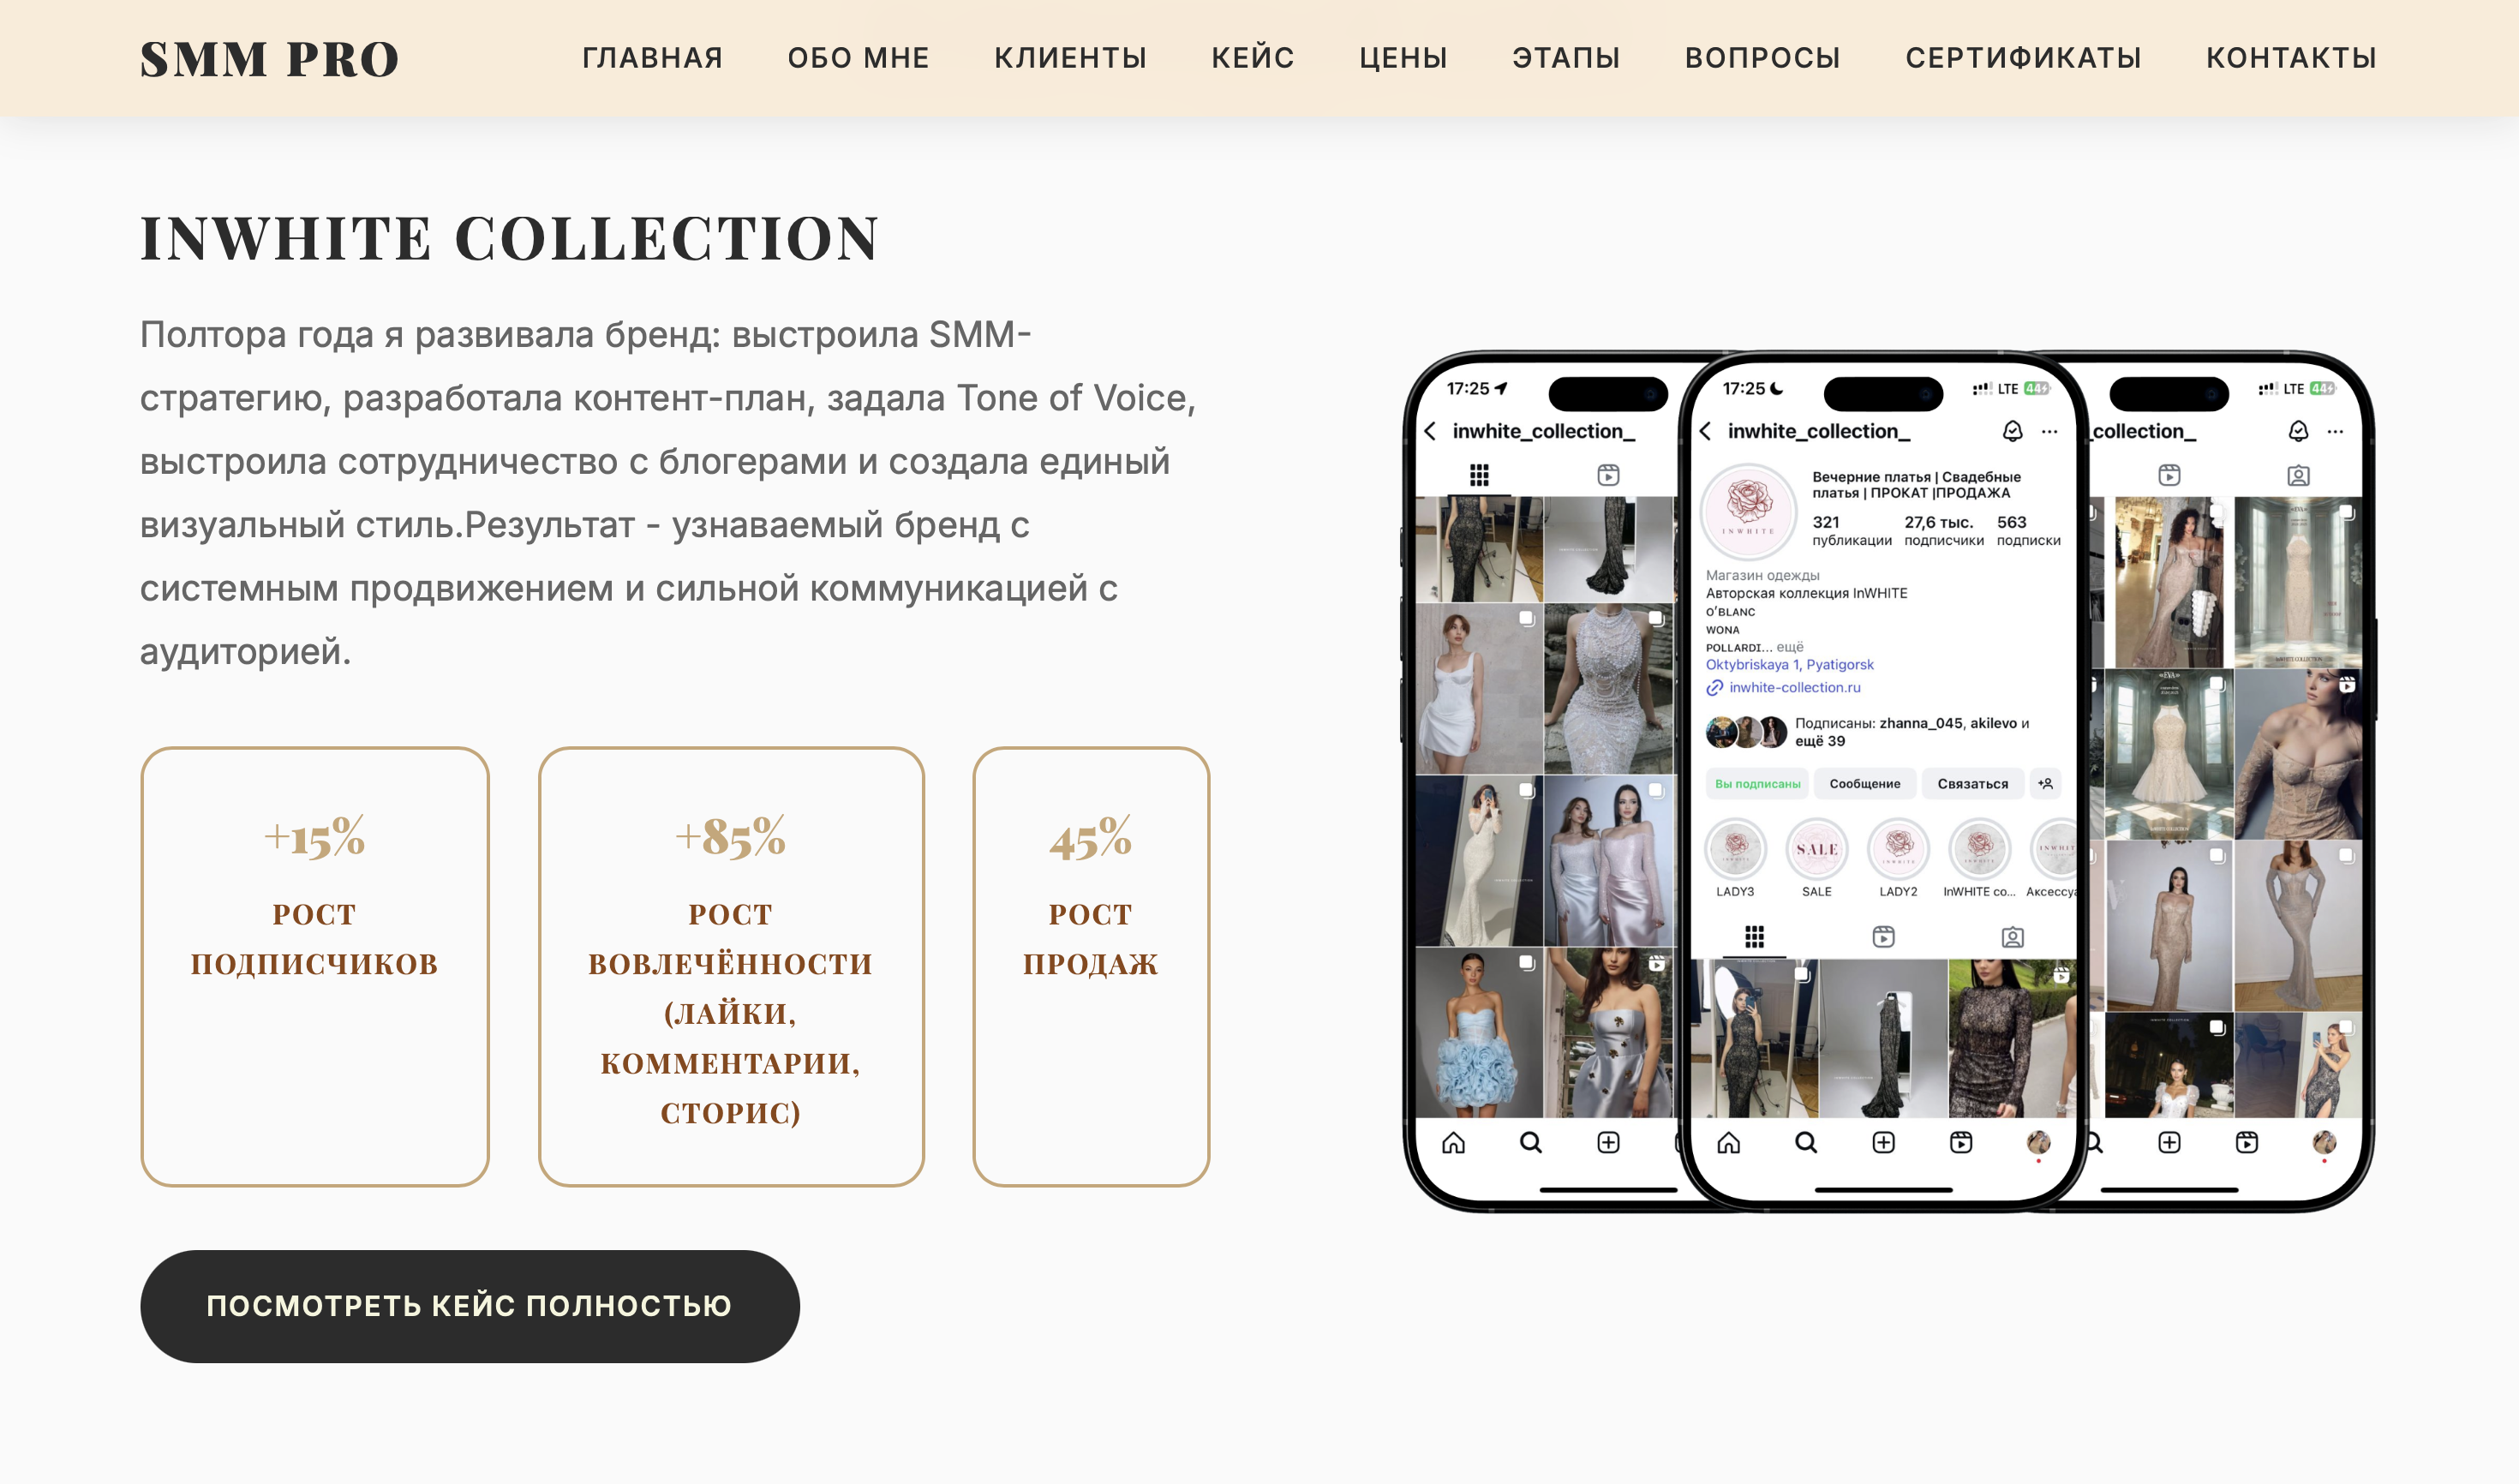 SMM PRO
ГЛАВНАЯ
ОБО МНЕ
КЛИЕНТЫ
КЕЙС
ЦЕНЫ
ЭТАПЫ
ВОПРОСЫ
СЕРТИФИКАТЫ
КОНТАКТЫ
INWHITE COLLECTION
Полтора года я развивала бренд: выстроила SMM-
стратегию, разработала контент-план, задала Tone of Voice,
выстроила сотрудничество с блогерами и создала единый
визуальный стиль.Результат - узнаваемый бренд с
системным продвижением и сильной коммуникацией с
аудиторией.
+15%
РОСТ
ПОДПИСЧИКОВ
+85%
РОСТ
ВОВЛЕЧЁННОСТИ
(ЛАЙКИ,
КОММЕНТАРИИ,
СТОРИС)
45%
РОСТ
ПРОДАЖ
ПОСМОТРЕТЬ КЕЙС ПОЛНОСТЬЮ
17:25
inwhite_collection_
17:25
LTE 44
inwhite_collection_
INWHITE
Вечерние платья | Свадебные
платья | ПРОКАТ |ПРОДАЖА
321
публикации
27,6 тыс.
подписчики
563
подписки
Магазин одежды
Авторская коллекция InWHITE
O'BLANC
WONA
POLLARDI... ещё
Oktybriskaya 1, Pyatigorsk
inwhite-collection.ru
Подписаны: zhanna_045, akilevo и
ещё 39
Вы подписаны
Сообщение
Связаться
SALE
LADY3
SALE
LADY2
InWHITE co...
Аксессуа
LTE 44
collection_
«EVA»